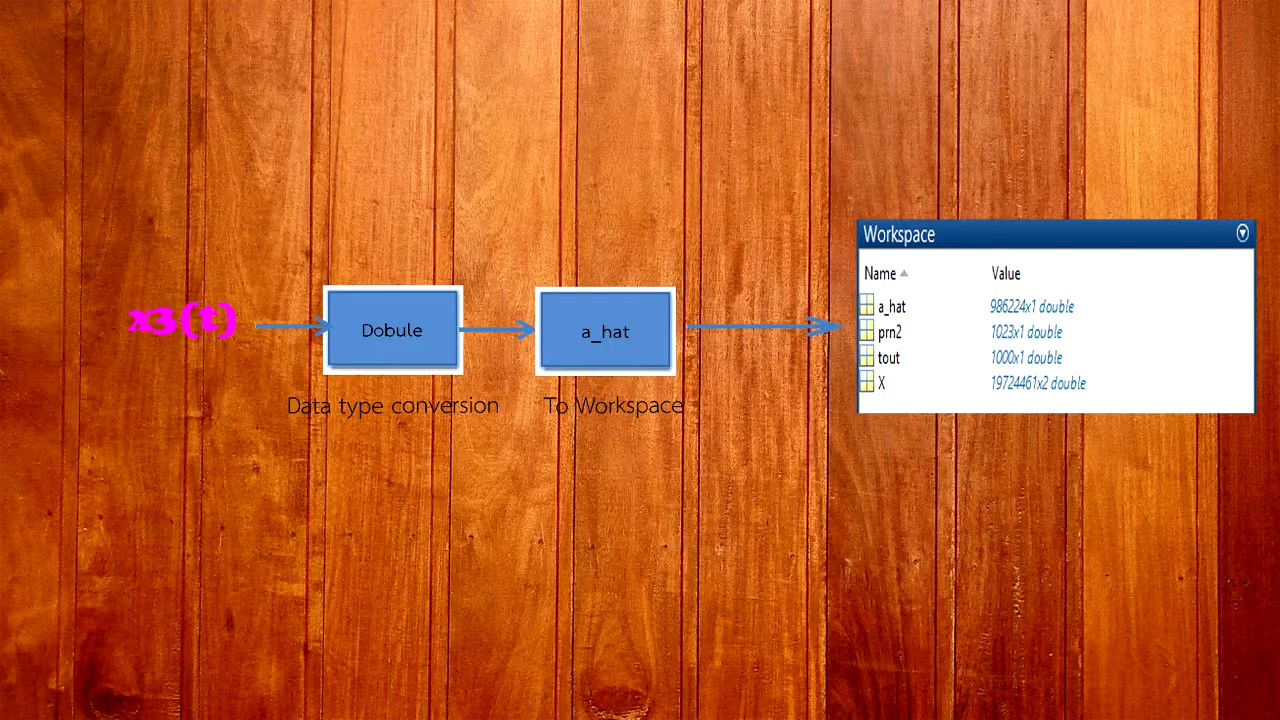 x3(t)
Dobule
Data type conversion
a_hat
To Workspace
Workspace
Name Value
a_hat 986224x1 double
prn2 1023x1 double
tout 1000x1 double
X 19724461x2 double